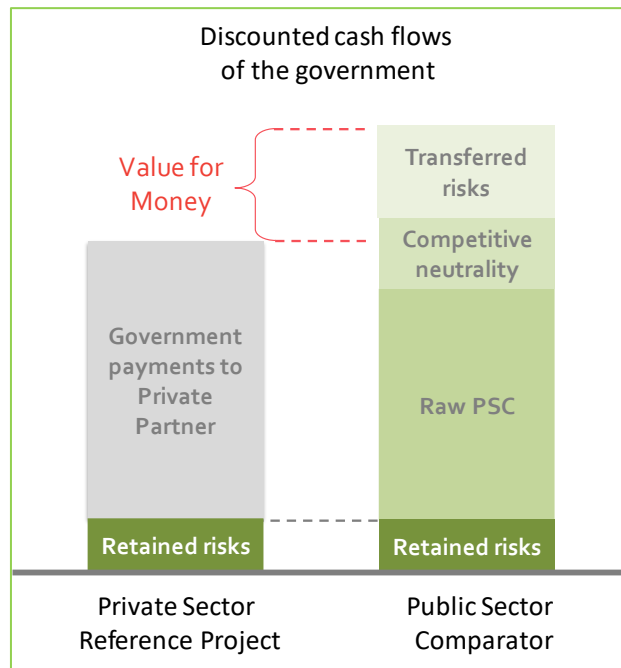 Discounted cash flows
of the government
Value for
Money
Transferred
risks
Competitive
neutrality
Government
payments to
Private
Partner
Raw PSC
Retained risks
Retained risks
Private Sector
Reference Project
Public Sector
Comparator